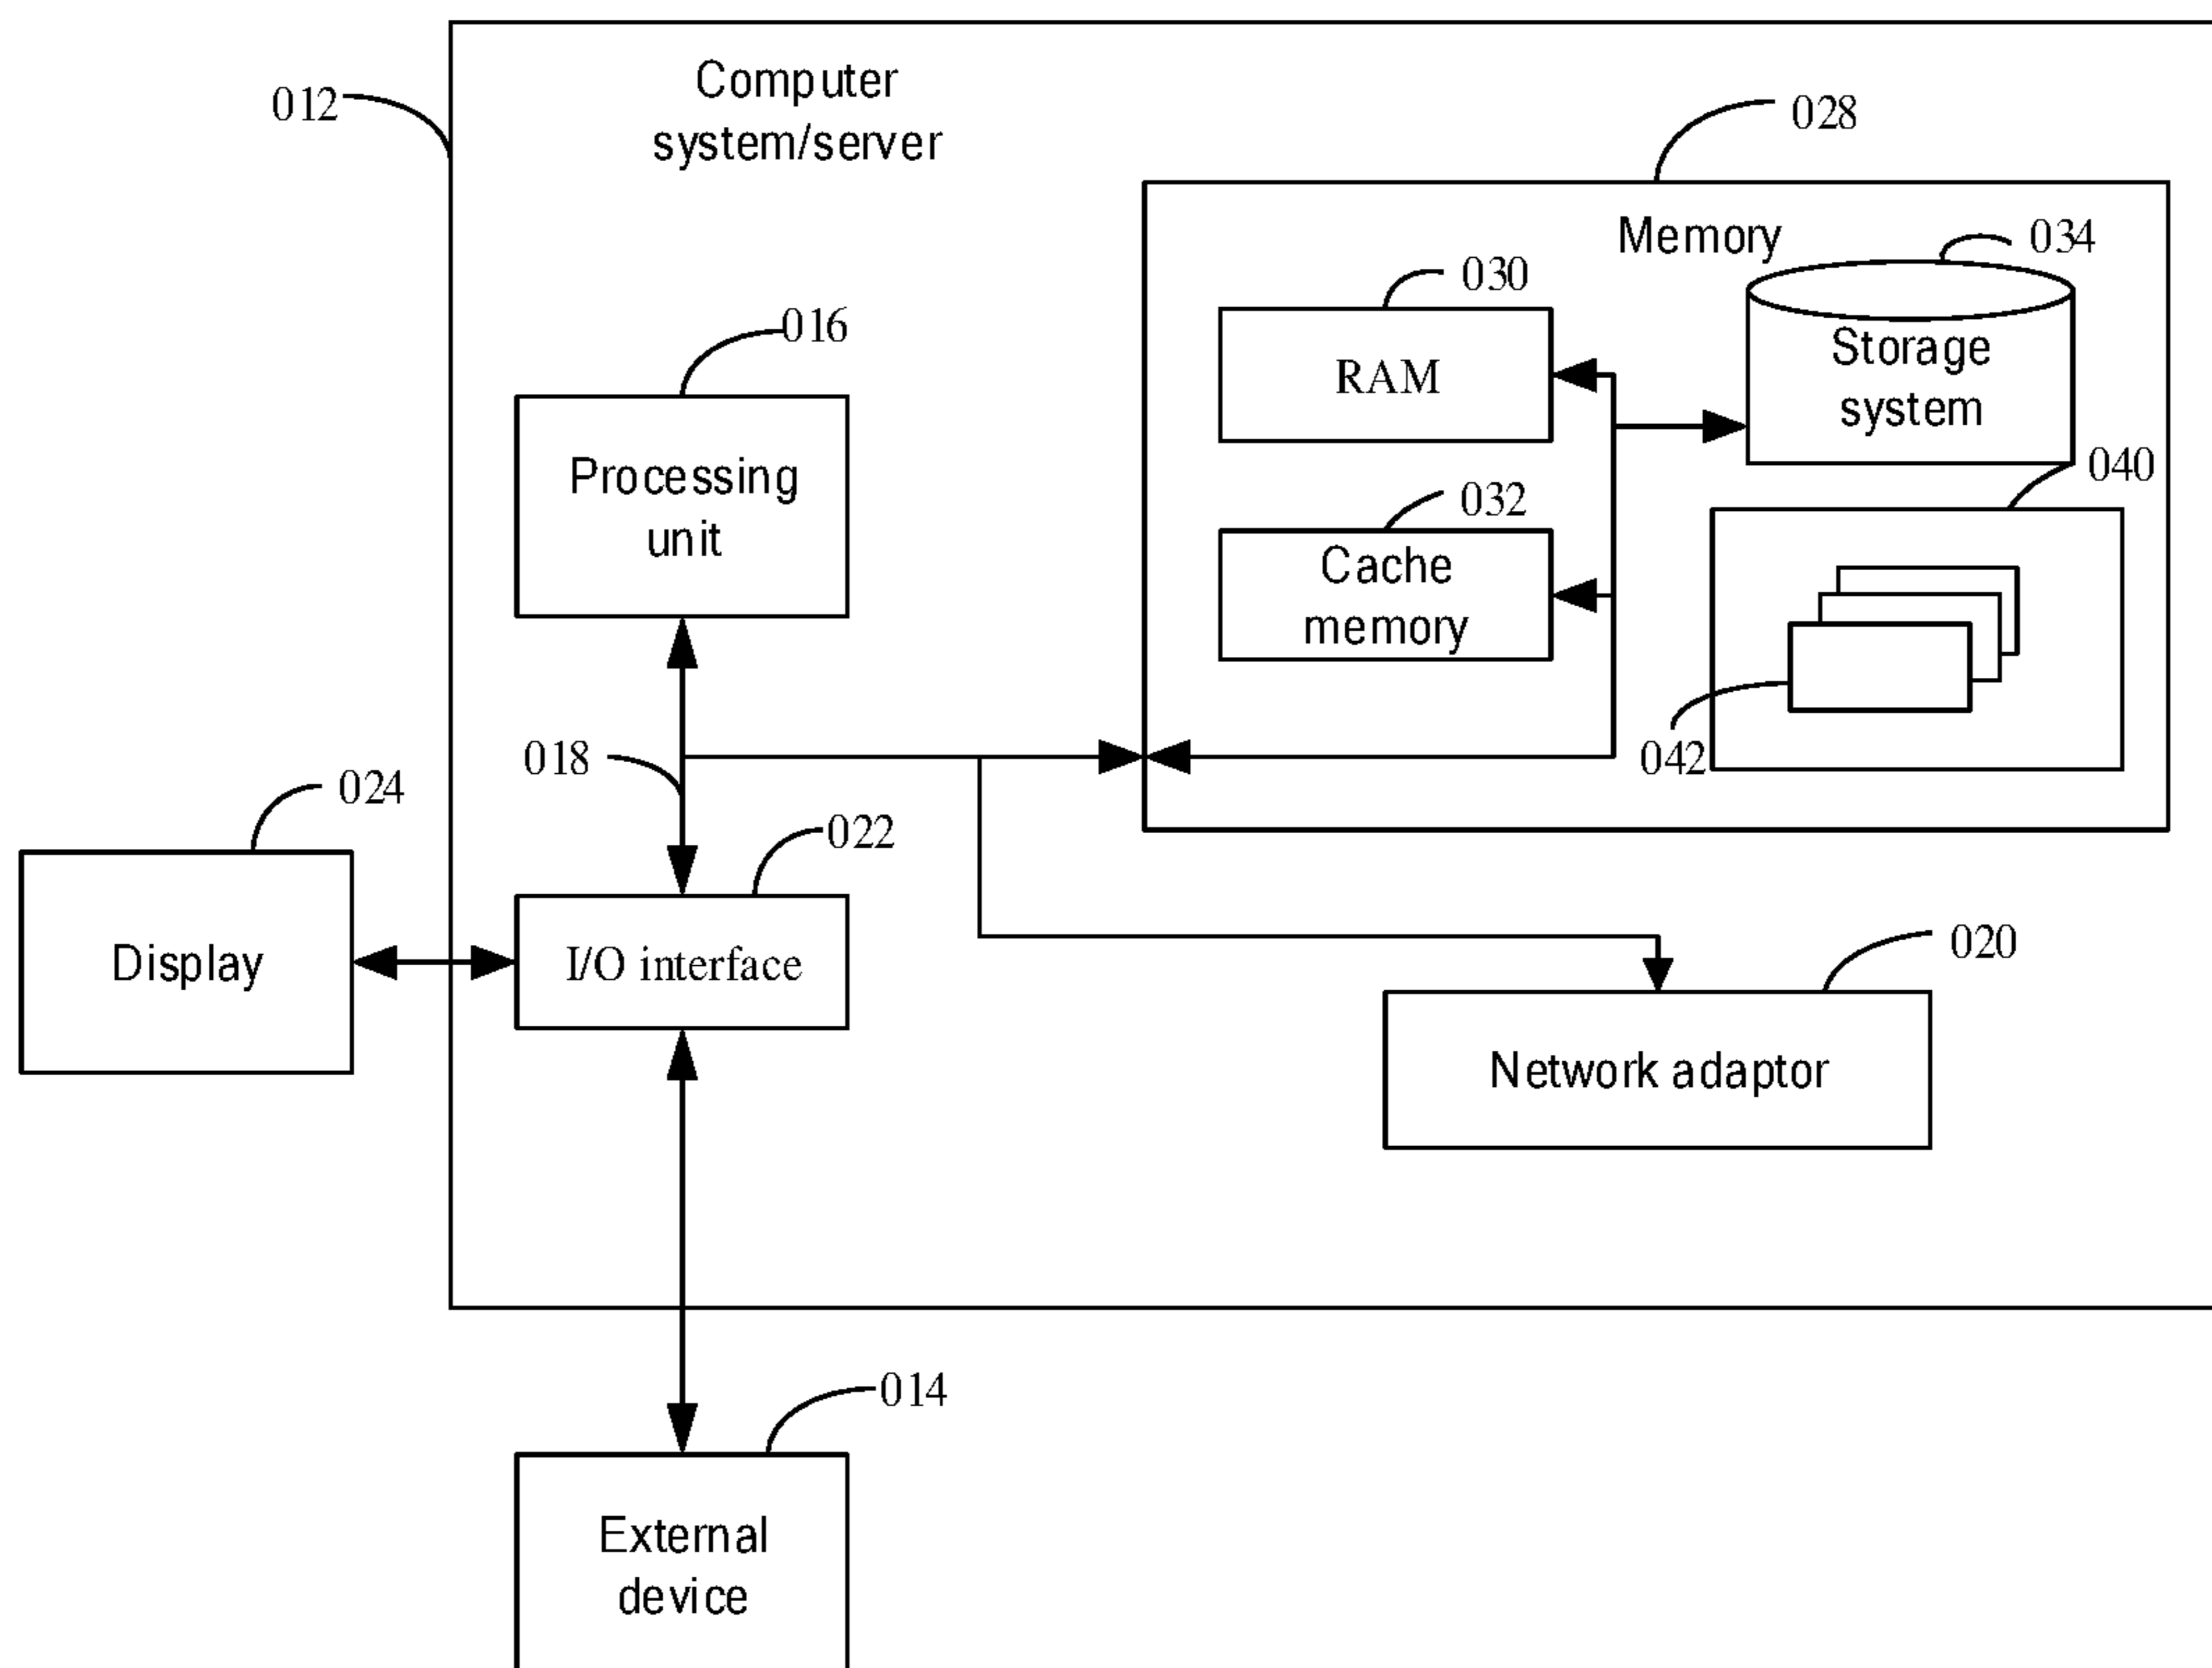 Computer
system/server
012
028
Memory
034
030
RAM
Storage
system
016
Processing
unit
032
Cache
memory
040
042
018
024
Display
022
I/O interface
020
Network adaptor
014
External
device